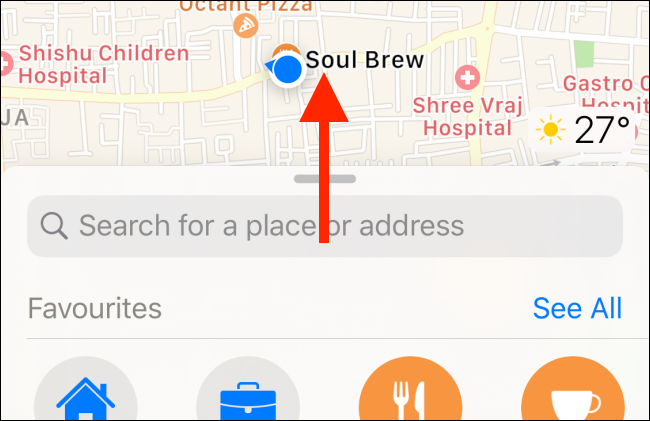 Octant Pizza
Shishu Children
Hospital
Soul Brew
Shree Vraj
Hospital
Gastro C
Hospital
JA
27°
Search for a place or address
Favourites
See All